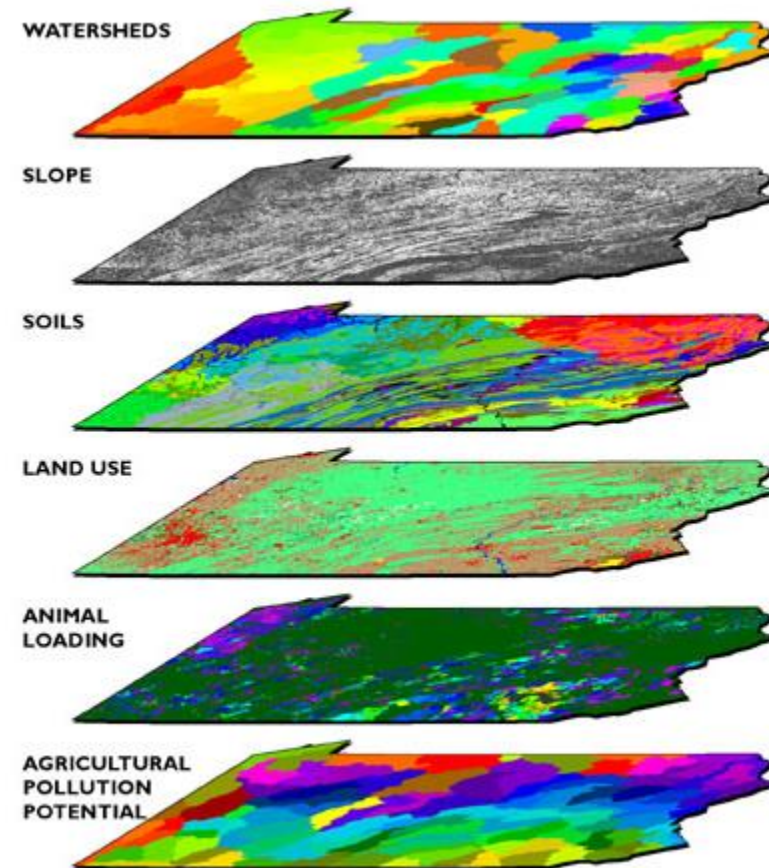 WATERSHEDS
SLOPE
SOILS
LAND USE
ANIMAL
LOADING
AGRICULTURAL
POLLUTION
POTENTIAL